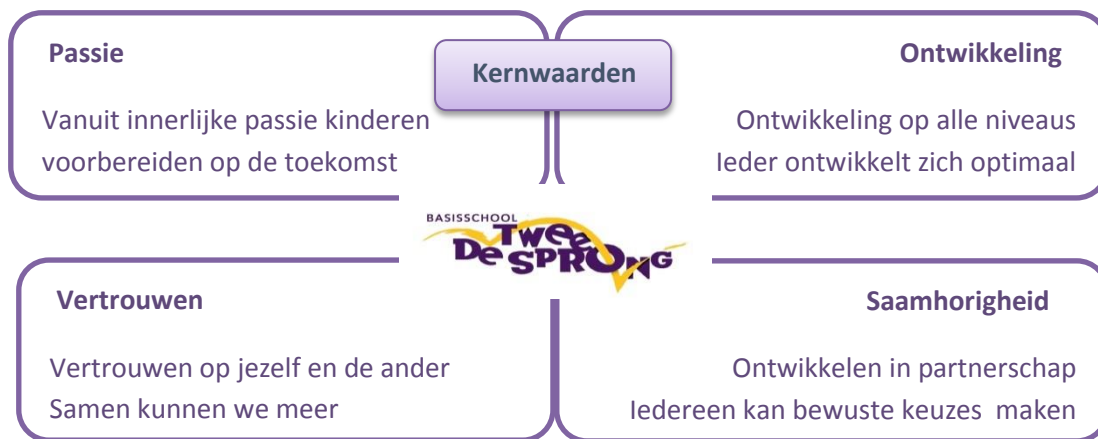 Kernwaarden
Passie
Vanuit innerlijke passie kinderen
voorbereiden op de toekomst
Ontwikkeling
Ontwikkeling op alle niveaus
Ieder ontwikkelt zich optimaal
BASISSCHOOL
TWEE
De SPRONG
Vertrouwen
Vertrouwen op jezelf en de ander
Samen kunnen we meer
Saamhorigheid
Ontwikkelen in partnerschap
Iedereen kan bewuste keuzes maken